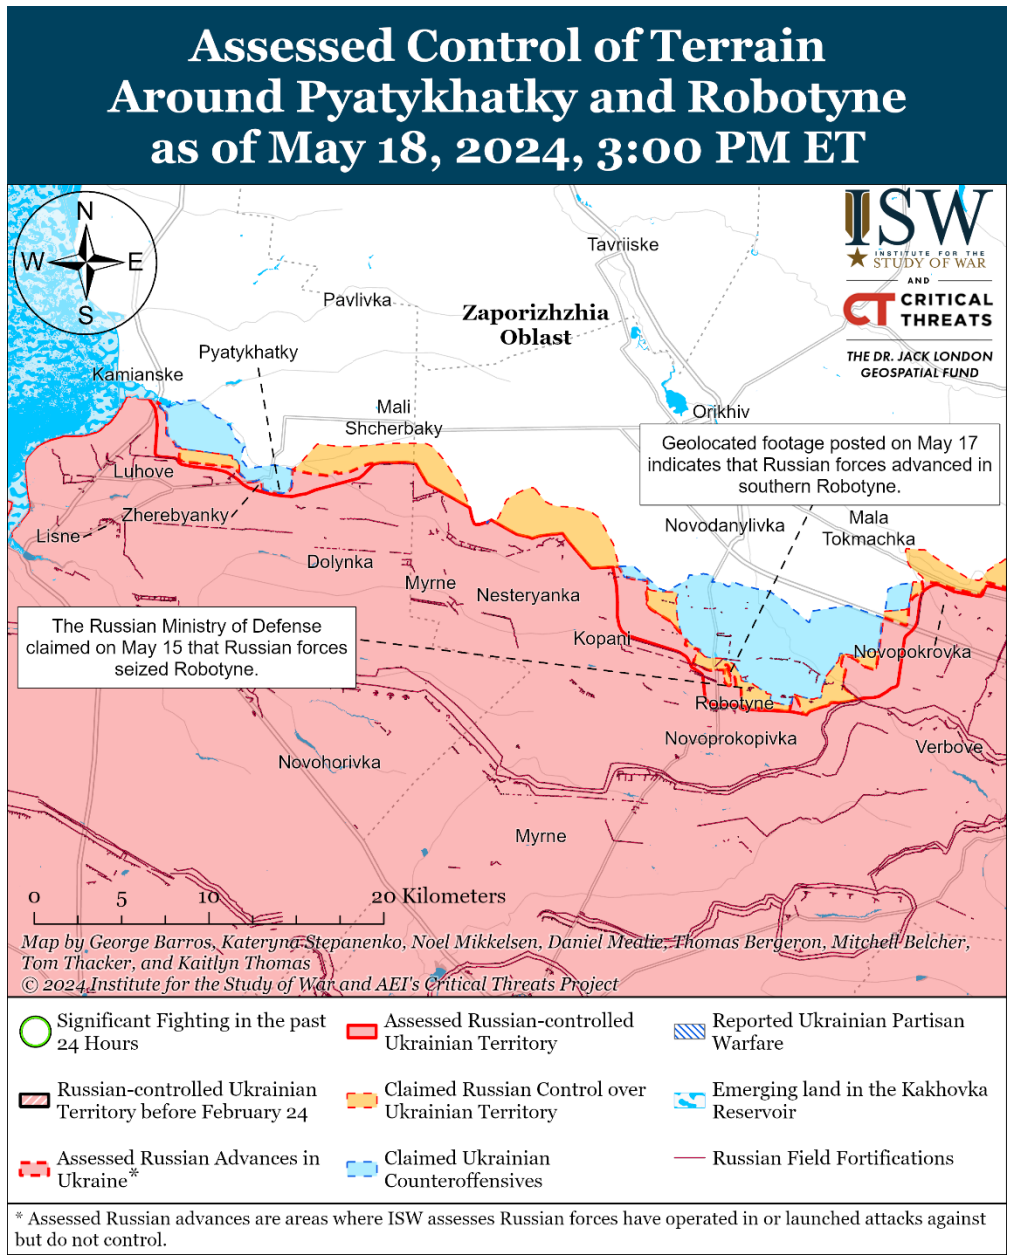 Assessed Control of Terrain
Around Pyatykhatky and Robotyne
as of May 18, 2024, 3:00 PM ET
N
W
E
S
ISW
INSTITUTE FOR THE
STUDY OF WAR
AND
CT CRITICAL
THREATS
THE DR. JACK LONDON
GEOSPATIAL FUND
Tavriiske
Pavlivka
Zaporizhzhia
Oblast
Pyatykhatky
Kamianske
Mali
Shcherbaky
Orikhiv
Geolocated footage posted on May 17
indicates that Russian forces advanced in
southern Robotyne.
Luhove
Zherebyanky
Lisne
Novodanylivka
Mala
Tokmachka
Dolynka
Myrne
Nesteryanka
The Russian Ministry of Defense
claimed on May 15 that Russian forces
seized Robotyne.
Kopani
Novopokrovka
Robotyne
Novoprokopivka
Verbove
Novohorivka
Myrne
0 5 10 20 Kilometers
Map by George Barros, Kateryna Stepanenko, Noel Mikkelsen, Daniel Mealie, Thomas Bergeron, Mitchell Belcher,
Tom Thacker, and Kaitlyn Thomas
© 2024 Institute for the Study of War and AEI's Critical Threats Project
Significant Fighting in the past
24 Hours
Assessed Russian-controlled
Ukrainian Territory
Reported Ukrainian Partisan
Warfare
Russian-controlled Ukrainian
Territory before February 24
Claimed Russian Control over
Ukrainian Territory
Emerging land in the Kakhovka
Reservoir
Assessed Russian Advances in
Ukraine*
Claimed Ukrainian
Counteroffensives
Russian Field Fortifications
* Assessed Russian advances are areas where ISW assesses Russian forces have operated in or launched attacks against
but do not control.